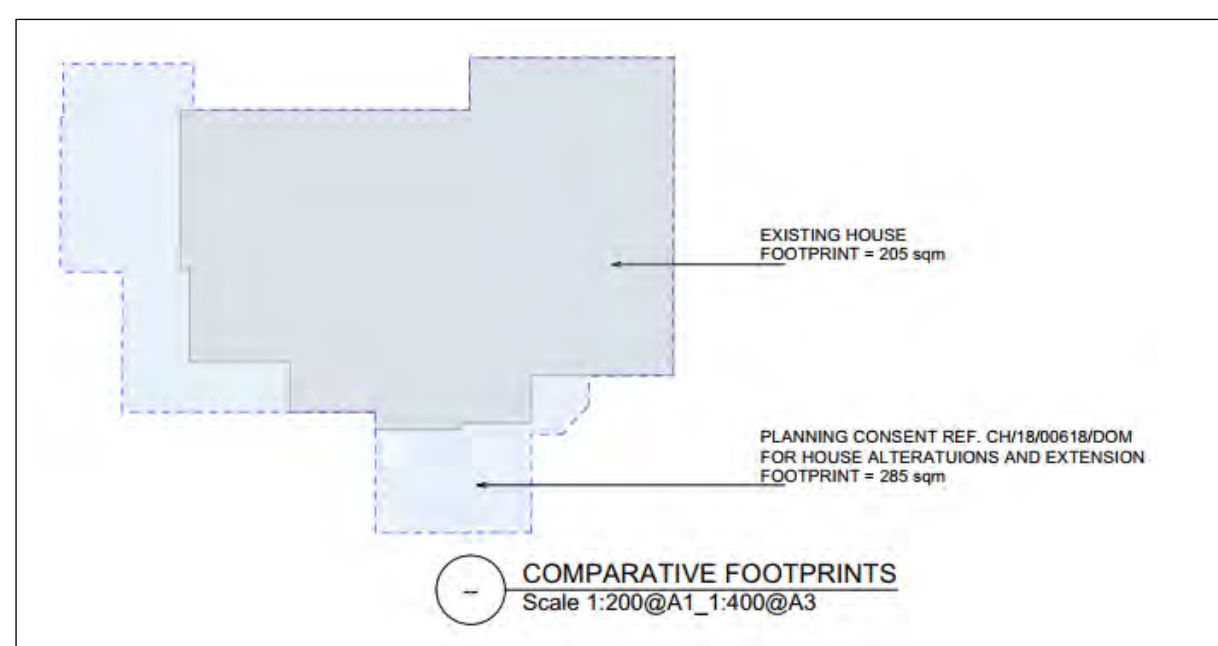 EXISTING HOUSE
FOOTPRINT = 205 sqm
PLANNING CONSENT REF. CH/18/00618/DOM
FOR HOUSE ALTERATUIONS AND EXTENSION
FOOTPRINT = 285 sqm
--
COMPARATIVE FOOTPRINTS
Scale 1:200@A1_1:400@A3